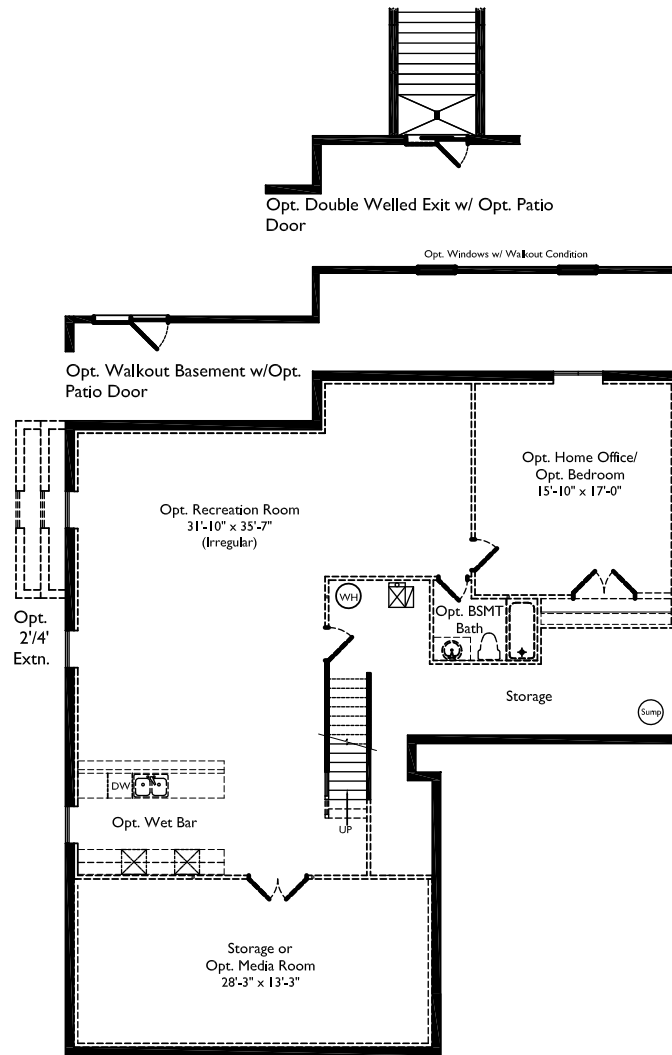 Opt. Double Welled Exit w/ Opt. Patio
Door
Opt. Windows w/ Walkout Condition
Opt. Walkout Basement w/Opt.
Patio Door
Opt. Home Office/
Opt. Bedroom
15'-10" x 17'-0"
Opt. Recreation Room
31'-10" x 35'-7"
(Irregular)
WH
Opt. BSMT
Bath
Opt.
2'/4'
Extn.
Storage
Sump
DW
Opt. Wet Bar
UP
Storage or
Opt. Media Room
28'-3" x 13'-3"